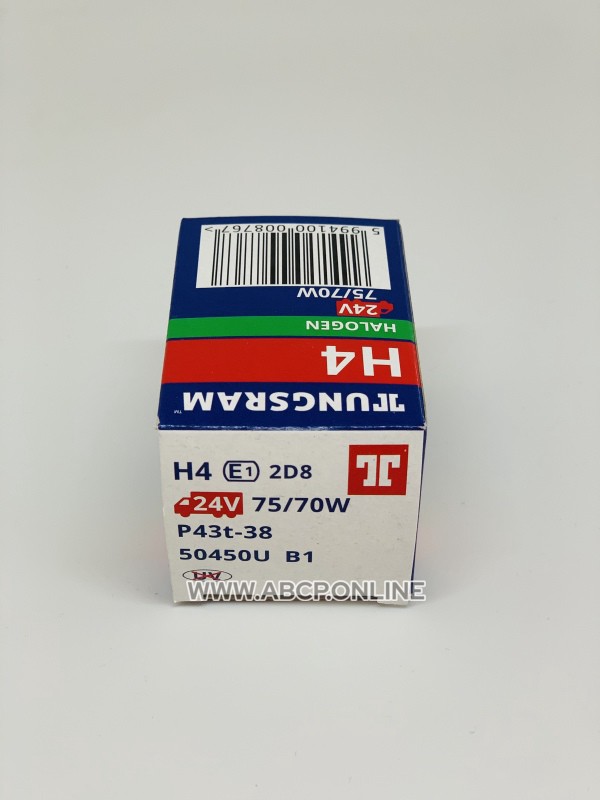 5 994100 008767>
75/70W
24V
HALOGEN
H4
TUNGSRAM™
H4 E1 2D8
24V 75/70W
P43t-38
50450U B1
WWW.ABCP.ONLINE